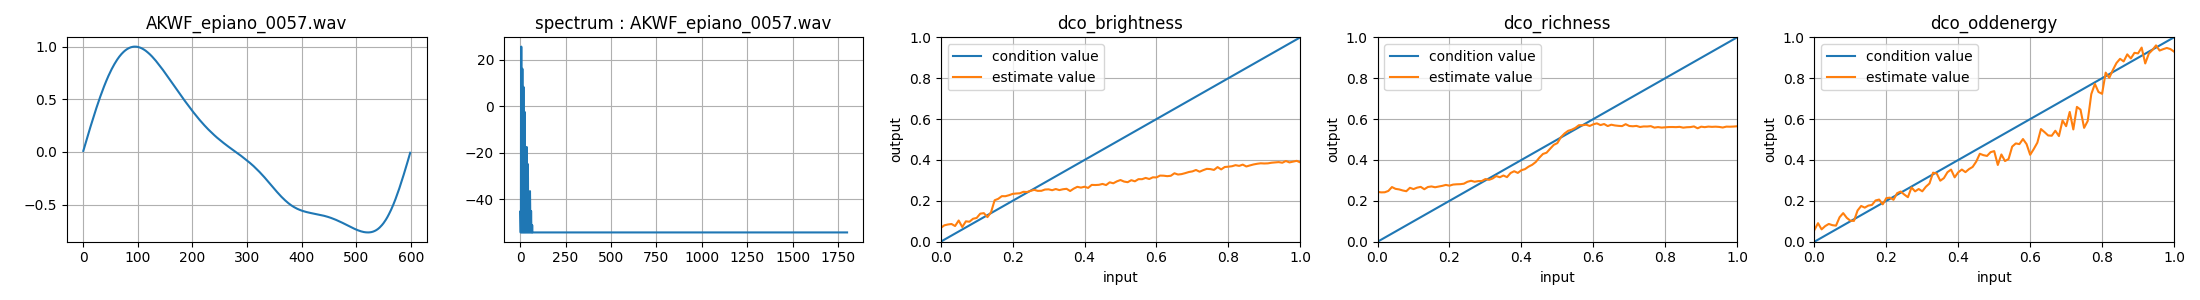 AKWF_epiano_0057.wav
1.0
0.5
0.0
−0.5
0 100 200 300 400 500 600
spectrum : AKWF_epiano_0057.wav
20
0
−20
−40
0 250 500 750 1000 1250 1500 1750
dco_brightness
condition value
estimate value
output
1.0
0.8
0.6
0.4
0.2
0.0
0.0 0.2 0.4 0.6 0.8 1.0
input
dco_richness
condition value
estimate value
output
1.0
0.8
0.6
0.4
0.2
0.0
0.0 0.2 0.4 0.6 0.8 1.0
input
dco_oddenergy
condition value
estimate value
output
1.0
0.8
0.6
0.4
0.2
0.0
0.0 0.2 0.4 0.6 0.8 1.0
input